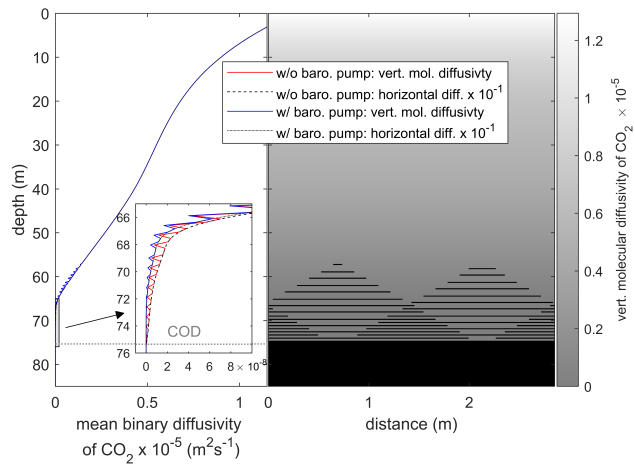 0
10
20
30
40
50
60
70
80
depth (m)
w/o baro. pump: vert. mol. diffusivty
w/o baro. pump: horizontal diff. x 10-1
w/ baro. pump: vert. mol. diffusivty
w/ baro. pump: horizontal diff. x 10-1
66
68
70
72
74
76
COD
0 2 4 6 8 × 10-8
0 0.5 1
mean binary diffusivity
of CO2 x 10-5 (m2s-1)
0 1 2
distance (m)
1.2
1
0.8
0.6
0.4
0.2
0
vert. molecular diffusivity of CO2 × 10-5